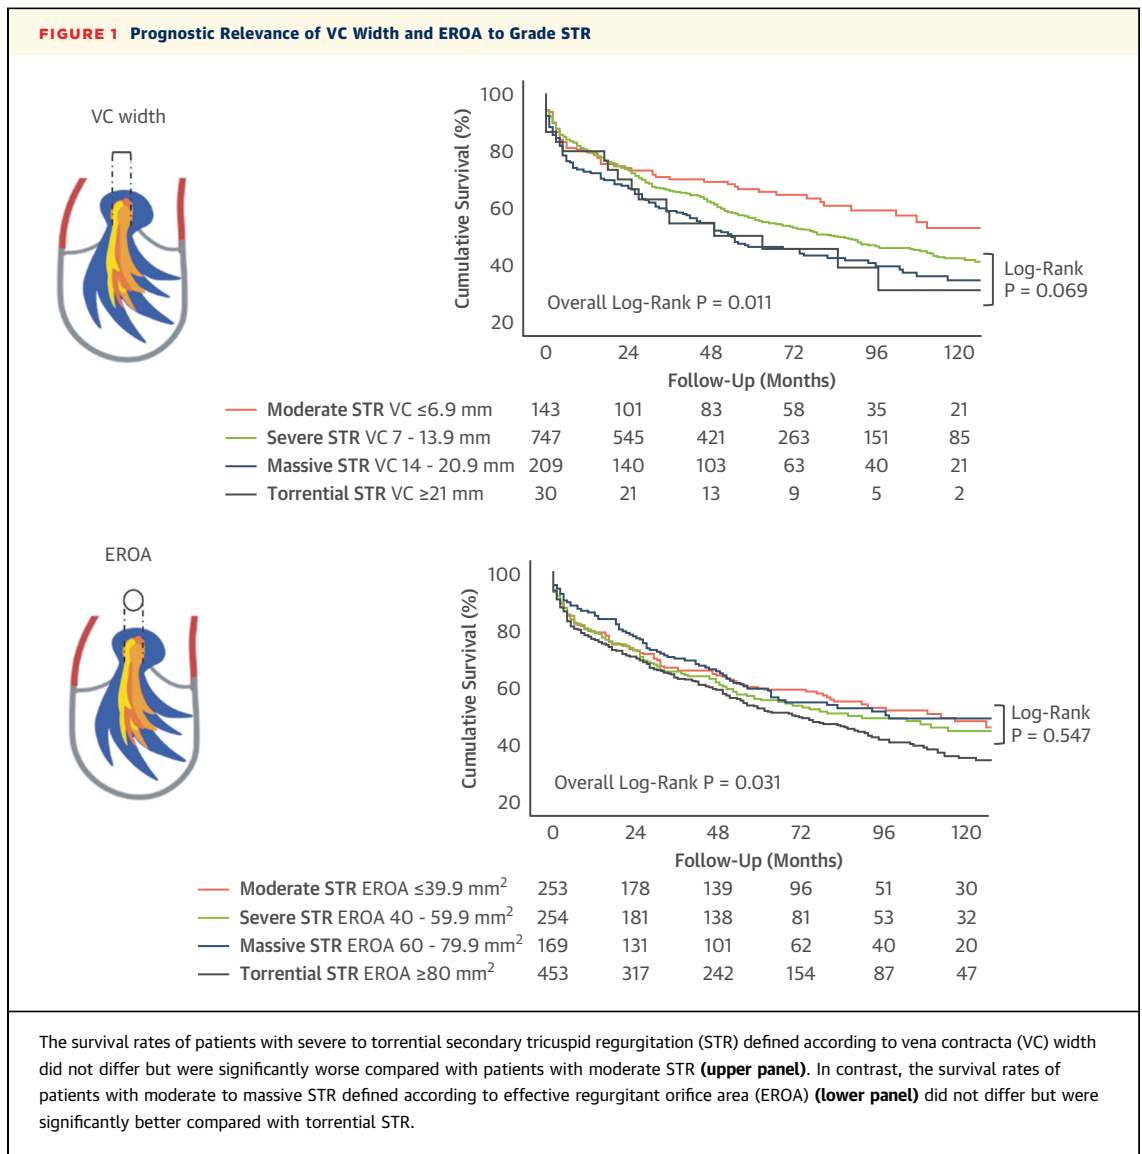 FIGURE 1 Prognostic Relevance of VC Width and EROA to Grade STR
VC width
Cumulative Survival (%)
100
80
60
40
20
Overall Log-Rank P = 0.011
Log-Rank
P = 0.069
0 24 48 72 96 120
Follow-Up (Months)
Moderate STR VC ≤6.9 mm 143 101 83 58 35 21
Severe STR VC 7 - 13.9 mm 747 545 421 263 151 85
Massive STR VC 14 - 20.9 mm 209 140 103 63 40 21
Torrential STR VC ≥21 mm 30 21 13 9 5 2
EROA
Cumulative Survival (%)
100
80
60
40
20
Overall Log-Rank P = 0.031
Log-Rank
P = 0.547
0 24 48 72 96 120
Follow-Up (Months)
Moderate STR EROA ≤39.9 mm² 253 178 139 96 51 30
Severe STR EROA 40 - 59.9 mm² 254 181 138 81 53 32
Massive STR EROA 60 - 79.9 mm² 169 131 101 62 40 20
Torrential STR EROA ≥80 mm² 453 317 242 154 87 47
The survival rates of patients with severe to torrential secondary tricuspid regurgitation (STR) defined according to vena contracta (VC) width
did not differ but were significantly worse compared with patients with moderate STR (upper panel). In contrast, the survival rates of
patients with moderate to massive STR defined according to effective regurgitant orifice area (EROA) (lower panel) did not differ but were
significantly better compared with torrential STR.